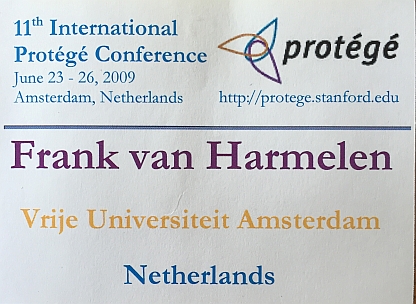 11th International
Protégé Conference
June 23 - 26, 2009
Amsterdam, Netherlands
protégé
http://protege.stanford.edu
Frank van Harmelen
Vrije Universiteit Amsterdam
Netherlands